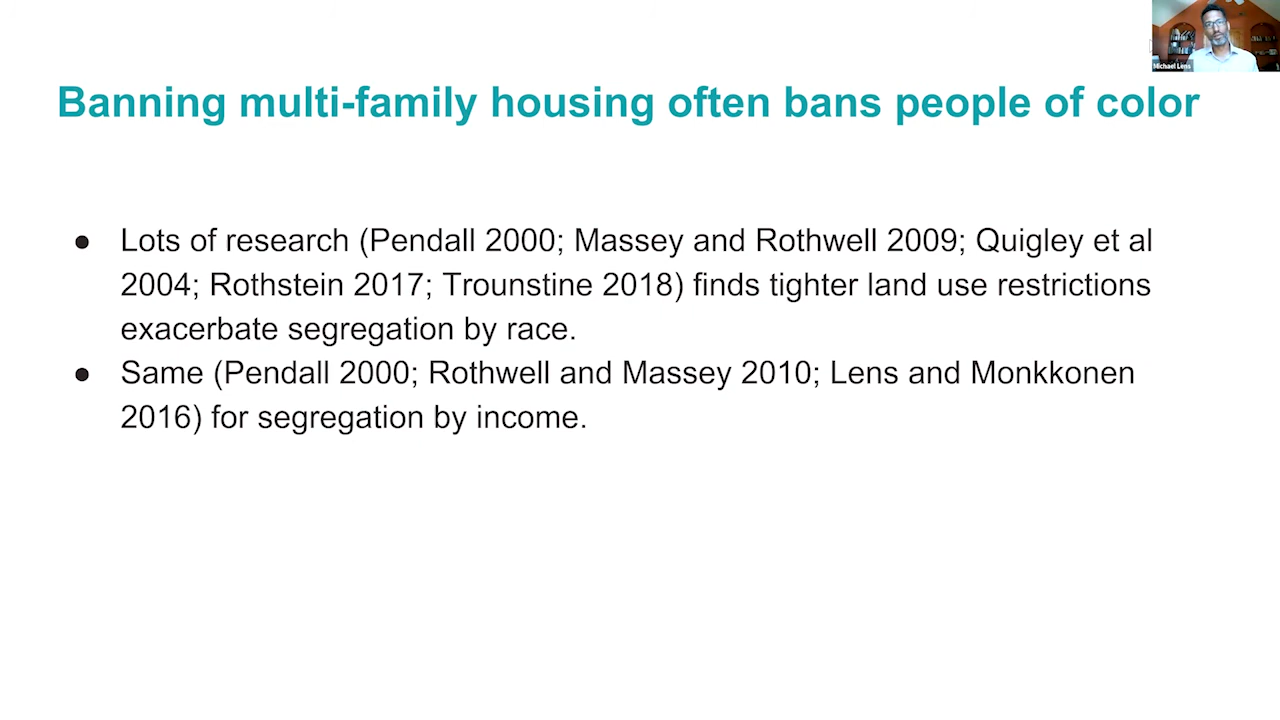 Michael Lens
Banning multi-family housing often bans people of color
● Lots of research (Pendall 2000; Massey and Rothwell 2009; Quigley et al
2004; Rothstein 2017; Trounstine 2018) finds tighter land use restrictions
exacerbate segregation by race.
● Same (Pendall 2000; Rothwell and Massey 2010; Lens and Monkkonen
2016) for segregation by income.